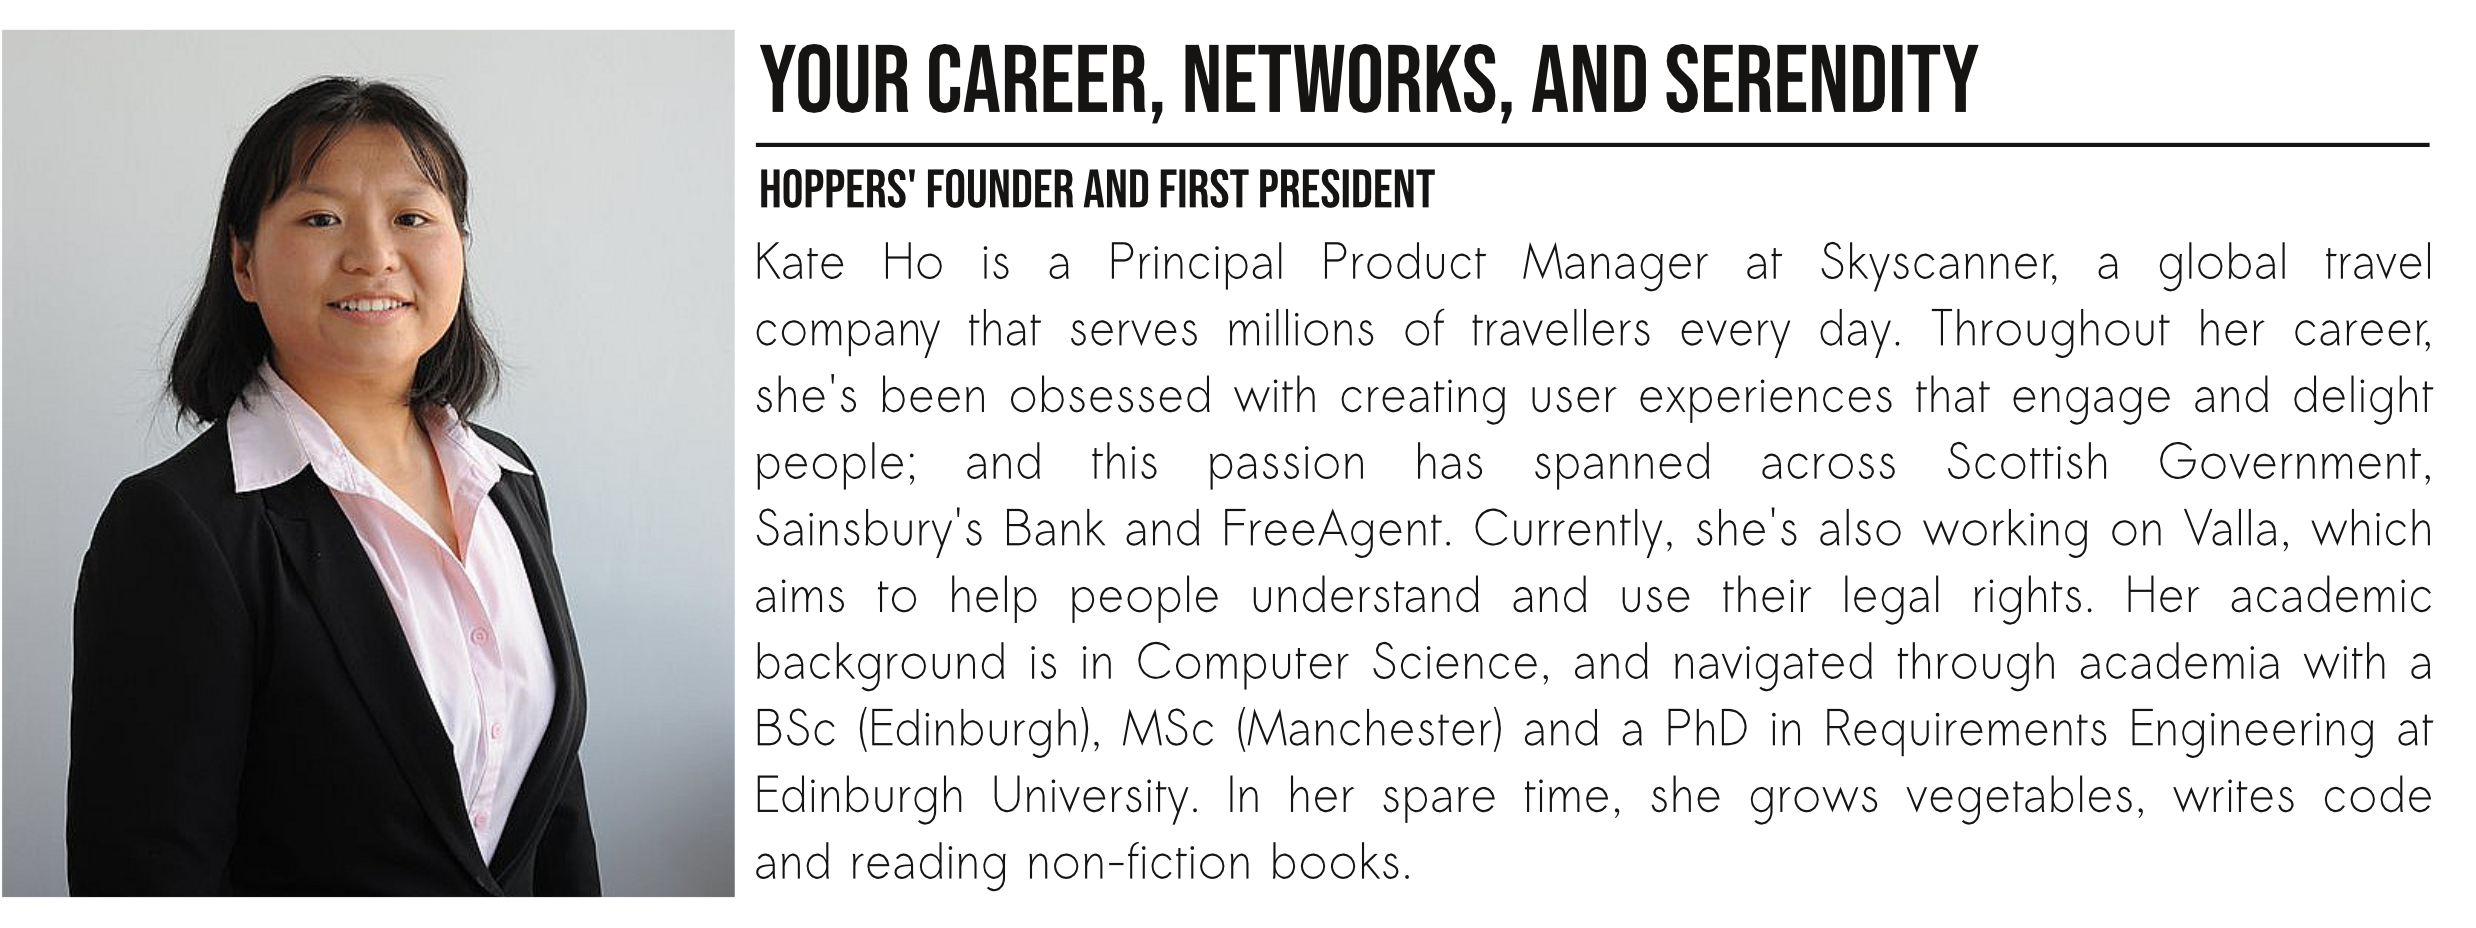 YOUR CAREER, NETWORKS, AND SERENDITY
HOPPERS' FOUNDER AND FIRST PRESIDENT
Kate Ho is a Principal Product Manager at Skyscanner, a global travel
company that serves millions of travellers every day. Throughout her career,
she's been obsessed with creating user experiences that engage and delight
people; and this passion has spanned across Scottish Government,
Sainsbury's Bank and FreeAgent. Currently, she's also working on Valla, which
aims to help people understand and use their legal rights. Her academic
background is in Computer Science, and navigated through academia with a
BSc (Edinburgh), MSc (Manchester) and a PhD in Requirements Engineering at
Edinburgh University. In her spare time, she grows vegetables, writes code
and reading non-fiction books.